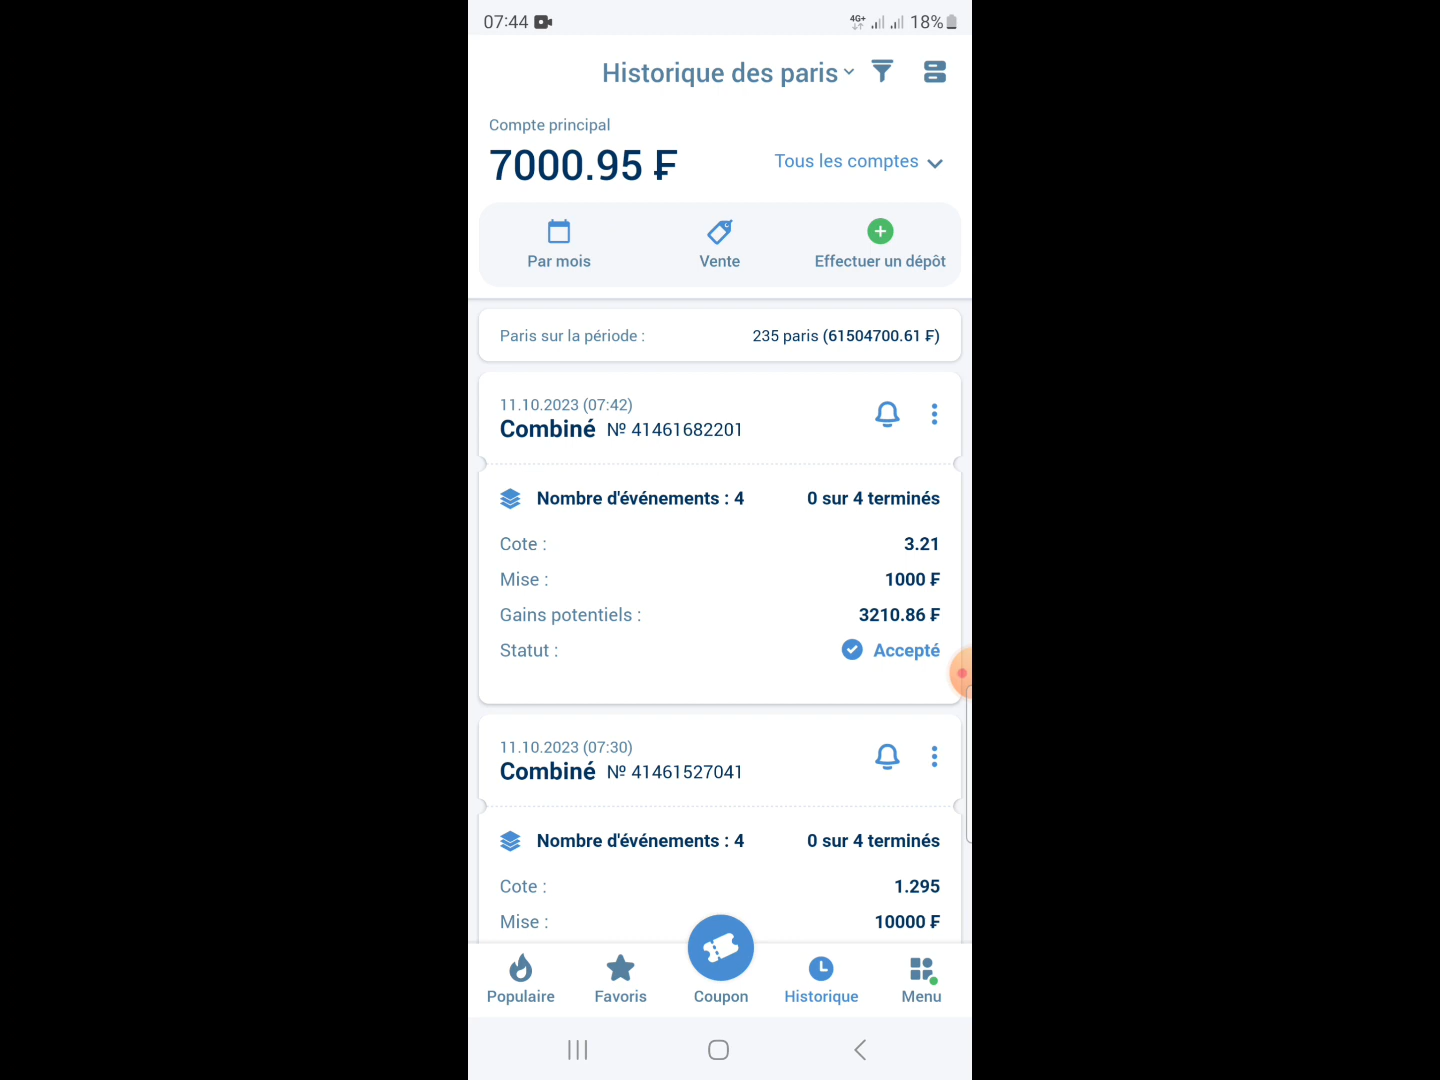 07:44 4G+ 18%
Historique des paris
Compte principal
7000.95 ₣
Tous les comptes
Par mois Vente Effectuer un dépôt
Paris sur la période : 235 paris (61504700.61 ₣)
11.10.2023 (07:42)
Combiné № 41461682201
Nombre d'événements : 4 0 sur 4 terminés
Cote : 3.21
Mise : 1000 ₣
Gains potentiels : 3210.86 ₣
Statut : Accepté
11.10.2023 (07:30)
Combiné № 41461527041
Nombre d'événements : 4 0 sur 4 terminés
Cote : 1.295
Mise : 10000 ₣
Populaire Favoris Coupon Historique Menu